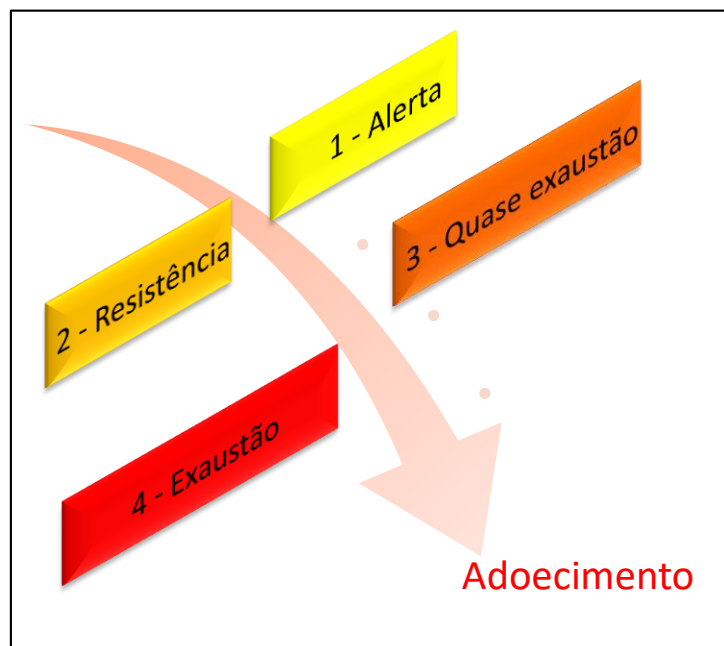 1 - Alerta
2 - Resistência
3 - Quase exaustão
4 - Exaustão
Adoecimento